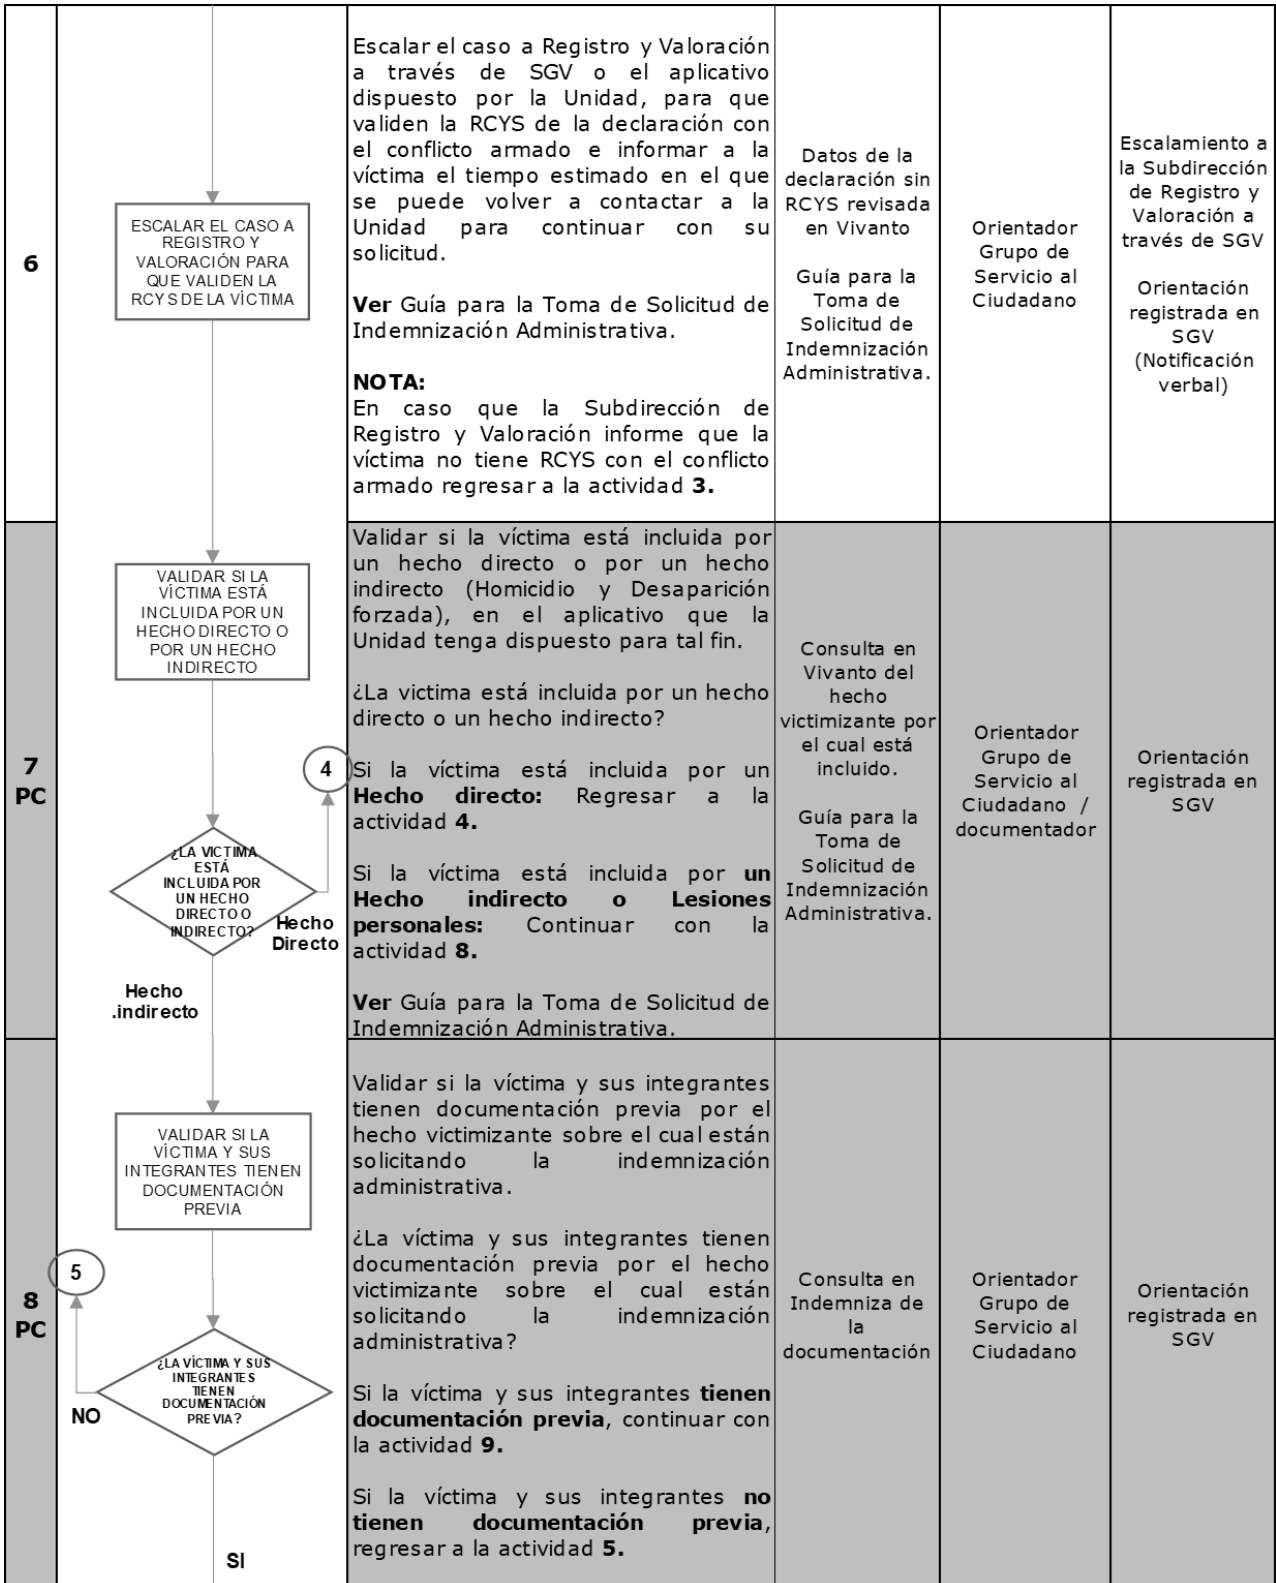 6
ESCALAR EL CASO A
REGISTRO Y
VALORACIÓN PARA
QUE VALIDEN LA
RCYS DE LA VÍCTIMA
Escalar el caso a Registro y Valoración
a través de SGV o el aplicativo
dispuesto por la Unidad, para que
validen la RCYS de la declaración con
el conflicto armado e informar a la
víctima el tiempo estimado en el que
se puede volver a contactar a la
Unidad para continuar con su
solicitud.
Ver Guía para la Toma de Solicitud de
Indemnización Administrativa.
NOTA:
En caso que la Subdirección de
Registro y Valoración informe que la
víctima no tiene RCYS con el conflicto
armado regresar a la actividad 3.
Datos de la
declaración sin
RCYS revisada
en Vivanto
Guía para la
Toma de
Solicitud de
Indemnización
Administrativa.
Orientador
Grupo de
Servicio al
Ciudadano
Escalamiento a
la Subdirección
de Registro y
Valoración a
través de SGV
Orientación
registrada en
SGV
(Notificación
verbal)
7
PC
VALIDAR SI LA
VÍCTIMA ESTÁ
INCLUIDA POR UN
HECHO DIRECTO O
POR UN HECHO
INDIRECTO
4
¿LA VICTIMA
ESTÁ
INCLUIDA POR
UN HECHO
DIRECTO O
INDIRECTO?
Hecho
Directo
Hecho
.indirecto
Validar si la víctima está incluida por
un hecho directo o por un hecho
indirecto (Homicidio y Desaparición
forzada), en el aplicativo que la
Unidad tenga dispuesto para tal fin.
¿La victima está incluida por un hecho
directo o un hecho indirecto?
Si la víctima está incluida por un
Hecho directo: Regresar a la
actividad 4.
Si la víctima está incluida por un
Hecho indirecto o Lesiones
personales: Continuar con la
actividad 8.
Ver Guía para la Toma de Solicitud de
Indemnización Administrativa.
Consulta en
Vivanto del
hecho
victimizante por
el cual está
incluido.
Guía para la
Toma de
Solicitud de
Indemnización
Administrativa.
Orientador
Grupo de
Servicio al
Ciudadano /
documentador
Orientación
registrada en
SGV
8
PC
VALIDAR SI LA
VÍCTIMA Y SUS
INTEGRANTES TIENEN
DOCUMENTACIÓN
PREVIA
5
¿LA VÍCTIMA Y SUS
INTEGRANTES
TIENEN
DOCUMENTACIÓN
PREVIA?
NO
SI
Validar si la víctima y sus integrantes
tienen documentación previa por el
hecho victimizante sobre el cual están
solicitando la indemnización
administrativa.
¿La víctima y sus integrantes tienen
documentación previa por el hecho
victimizante sobre el cual están
solicitando la indemnización
administrativa?
Si la víctima y sus integrantes tienen
documentación previa, continuar con
la actividad 9.
Si la víctima y sus integrantes no
tienen documentación previa,
regresar a la actividad 5.
Consulta en
Indemniza de
la
documentación
Orientador
Grupo de
Servicio al
Ciudadano
Orientación
registrada en
SGV